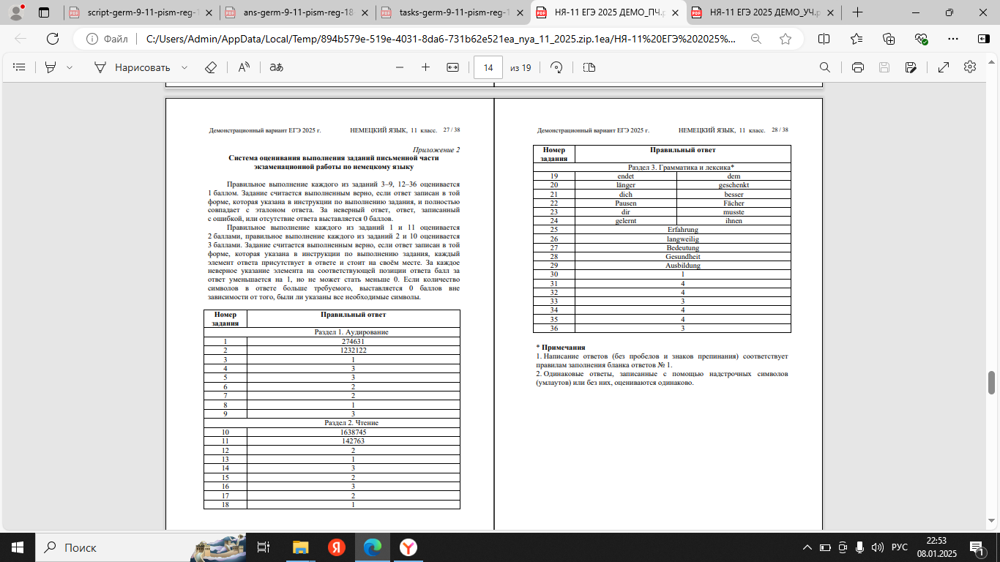 script-germ-9-11-pism-reg-1
ans-germ-9-11-pism-reg-18
tasks-germ-9-11-pism-reg-1
НЯ-11 ЕГЭ 2025 ДЕМО_ПЧ.p
НЯ-11 ЕГЭ 2025 ДЕМО_УЧ.p
Файл
C:/Users/Admin/AppData/Local/Temp/894b579e-519e-4031-8da6-731b62e521ea_nya_11_2025.zip.1ea/НЯ-11%20ЕГЭ%202025%...
Нарисовать
14 из 19
Демонстрационный вариант ЕГЭ 2025 г. НЕМЕЦКИЙ ЯЗЫК, 11 класс. 27 / 38
Приложение 2
Система оценивания выполнения заданий письменной части
экзаменационной работы по немецкому языку
Правильное выполнение каждого из заданий 3–9, 12–36 оценивается
1 баллом. Задание считается выполненным верно, если ответ записан в той
форме, которая указана в инструкции по выполнению задания, и полностью
совпадает с эталоном ответа. За неверный ответ, ответ, записанный
с ошибкой, или отсутствие ответа выставляется 0 баллов.
Правильное выполнение каждого из заданий 1 и 11 оценивается
2 баллами, правильное выполнение каждого из заданий 2 и 10 оценивается
3 баллами. Задание считается выполненным верно, если ответ записан в той
форме, которая указана в инструкции по выполнению задания, каждый
элемент ответа присутствует в ответе и стоит на своём месте. За каждое
неверное указание элемента на соответствующей позиции ответа балл за
ответ уменьшается на 1, но не может стать меньше 0. Если количество
символов в ответе больше требуемого, выставляется 0 баллов вне
зависимости от того, были ли указаны все необходимые символы.
Номер задания Правильный ответ
Раздел 1. Аудирование
1 274631
2 1232122
3 1
4 3
5 3
6 2
7 2
8 1
9 3
Раздел 2. Чтение
10 1638745
11 142763
12 2
13 1
14 3
15 2
16 3
17 2
18 1
Демонстрационный вариант ЕГЭ 2025 г. НЕМЕЦКИЙ ЯЗЫК, 11 класс. 28 / 38
Номер задания Правильный ответ
Раздел 3. Грамматика и лексика*
19 endet dem
20 länger geschenkt
21 dich besser
22 Pausen Fächer
23 dir musste
24 gelernt ihnen
25 Erfahrung
26 langweilig
27 Bedeutung
28 Gesundheit
29 Ausbildung
30 1
31 4
32 4
33 3
34 4
35 4
36 3
* Примечания
1. Написание ответов (без пробелов и знаков препинания) соответствует
правилам заполнения бланка ответов № 1.
2. Одинаковые ответы, записанные с помощью надстрочных символов
(умлаутов) или без них, оцениваются одинаково.
Поиск
РУС
22:53
08.01.2025
1